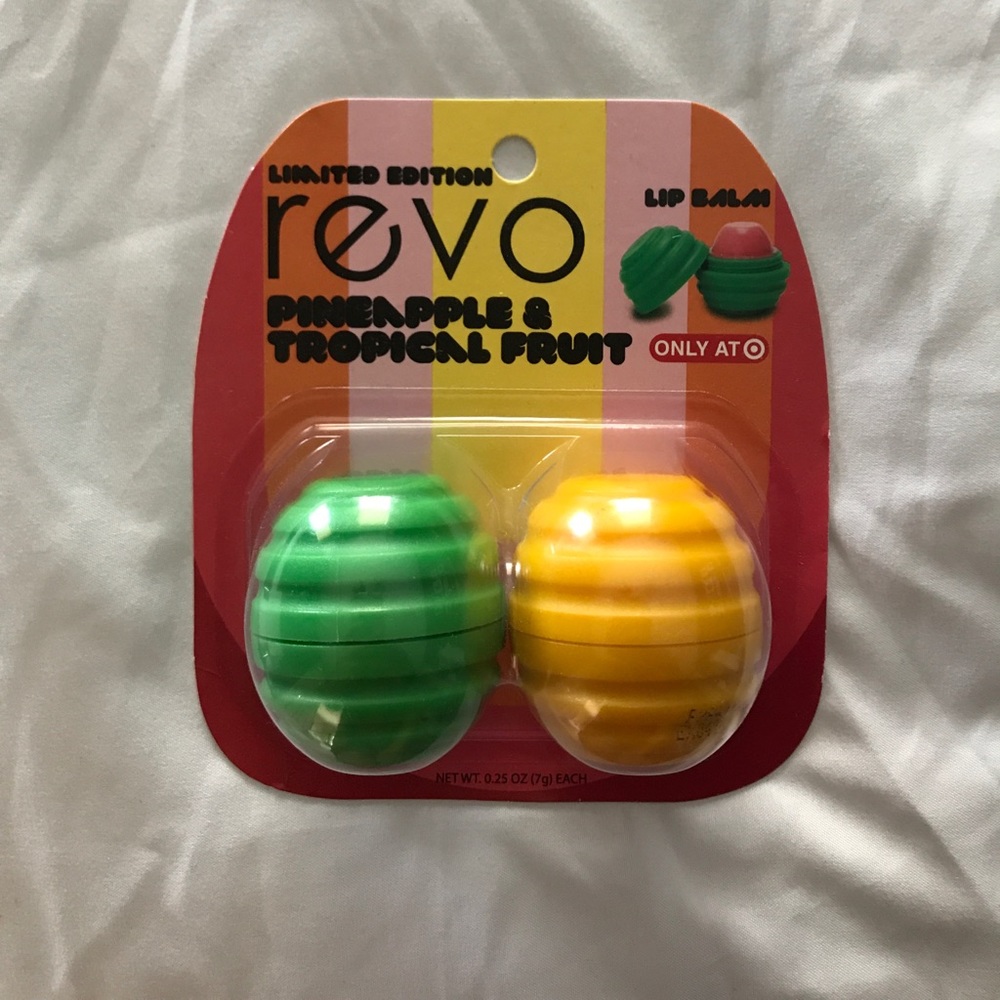 LIMITED EDITION
revo
LIP BALM
PINEAPPLE &
TROPICAL FRUIT
ONLY AT
NET WT. 0.25 OZ (7g) EACH